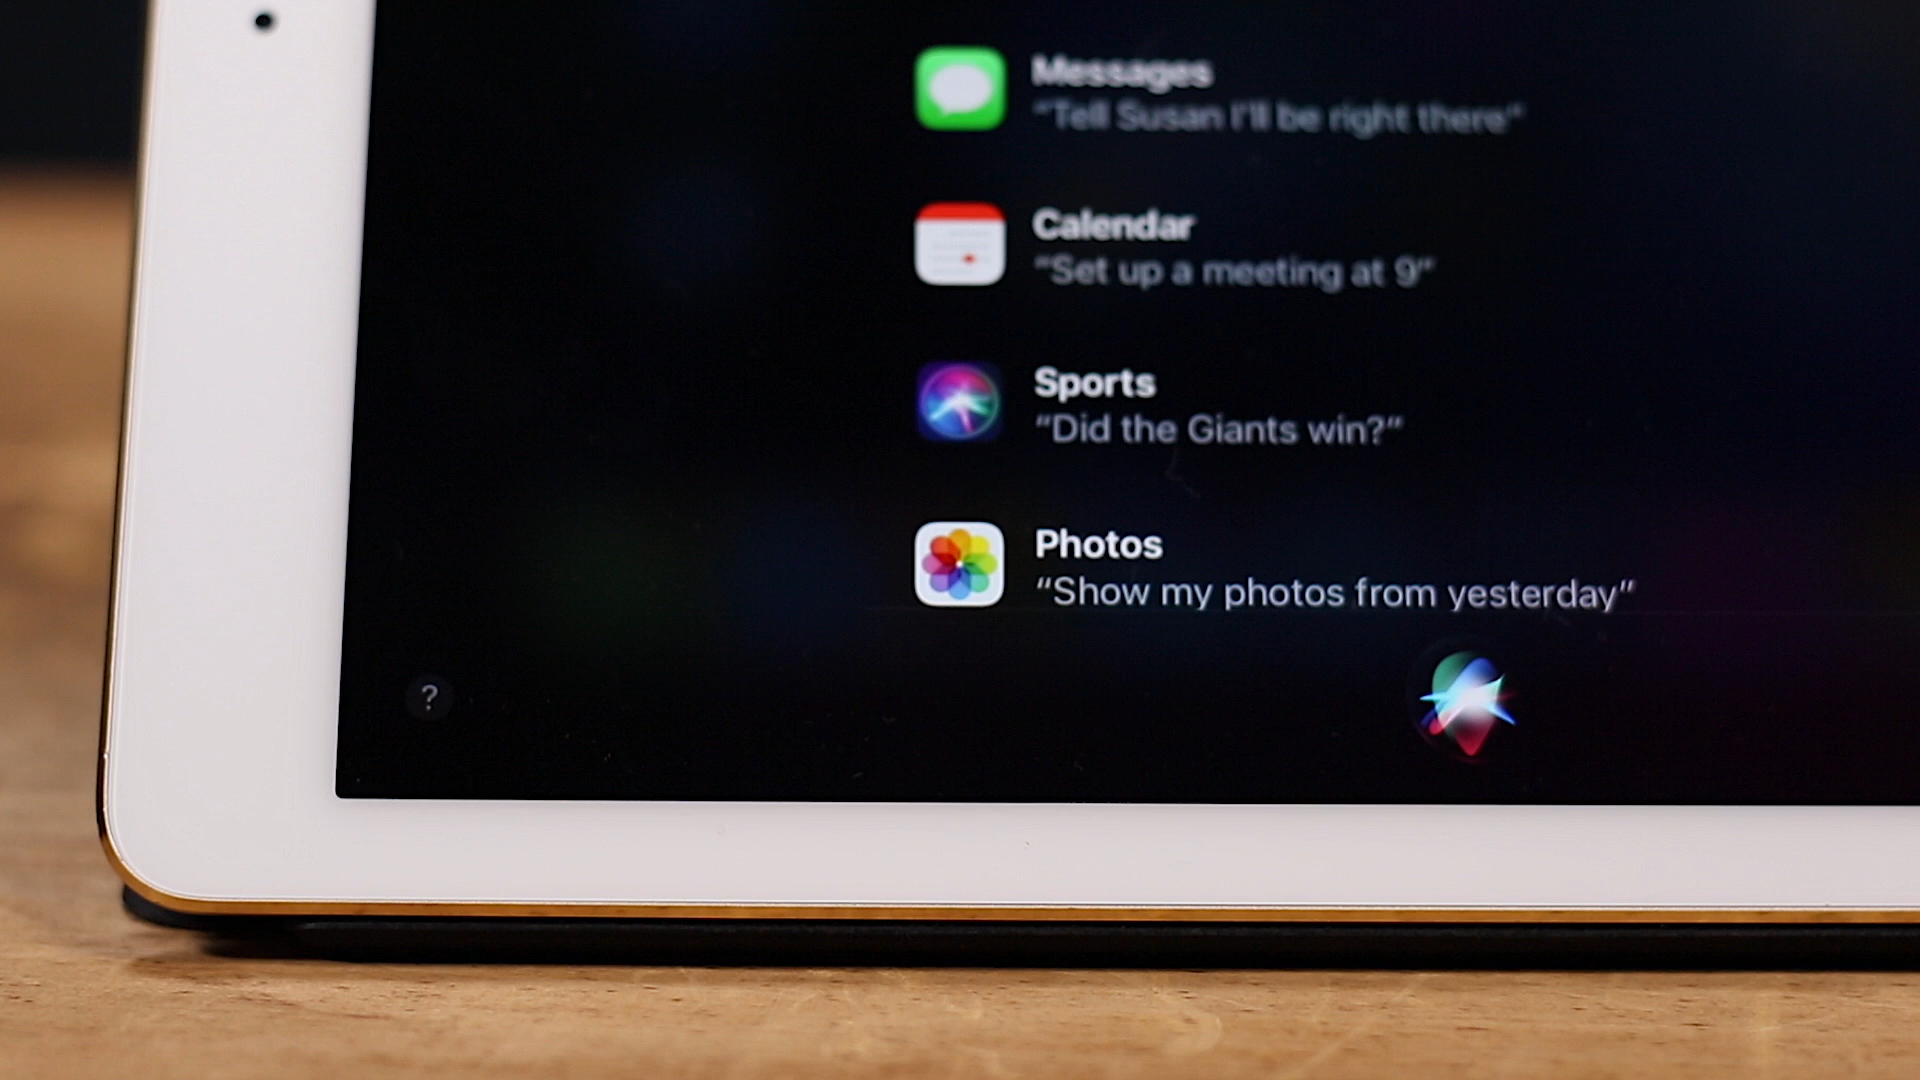 Messages
“Tell Susan I'll be right there”
Calendar
“Set up a meeting at 9”
Sports
“Did the Giants win?”
Photos
“Show my photos from yesterday”
?